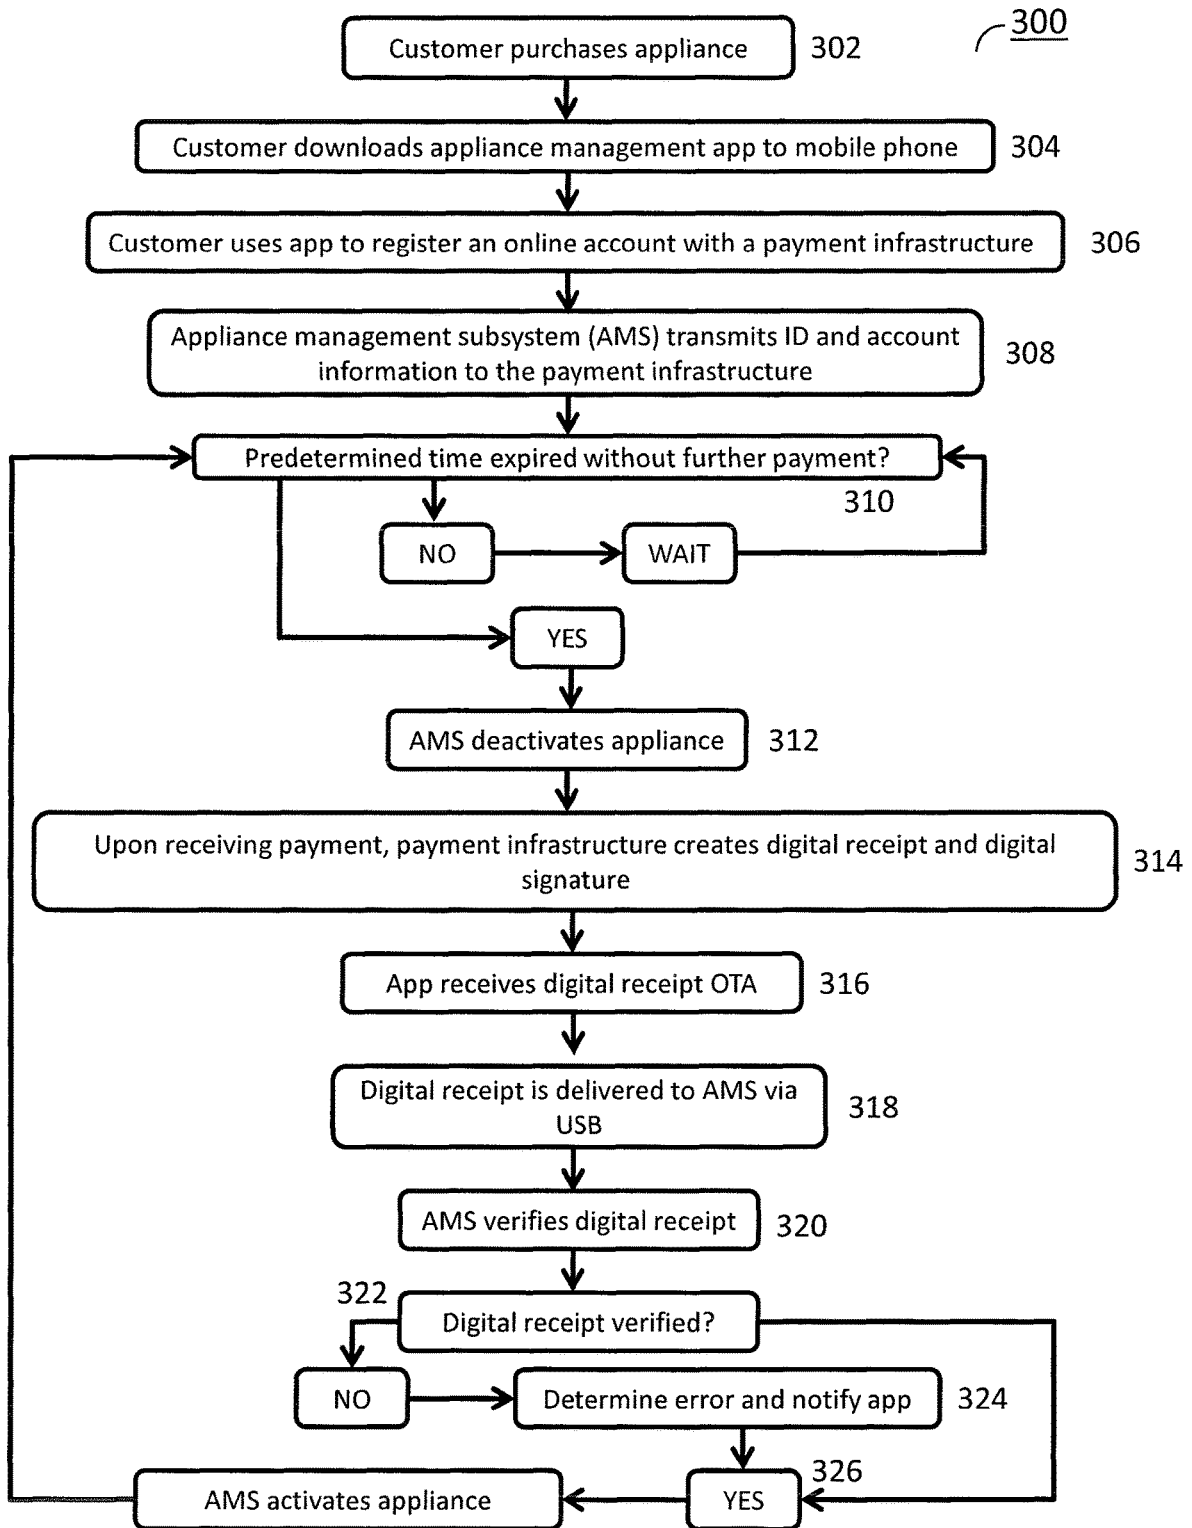 300
Customer purchases appliance 302
Customer downloads appliance management app to mobile phone 304
Customer uses app to register an online account with a payment infrastructure 306
Appliance management subsystem (AMS) transmits ID and account
information to the payment infrastructure
308
Predetermined time expired without further payment?
310
NO
WAIT
YES
AMS deactivates appliance 312
Upon receiving payment, payment infrastructure creates digital receipt and digital
signature
314
App receives digital receipt OTA 316
Digital receipt is delivered to AMS via
USB
318
AMS verifies digital receipt 320
322
Digital receipt verified?
NO
Determine error and notify app 324
326
YES
AMS activates appliance